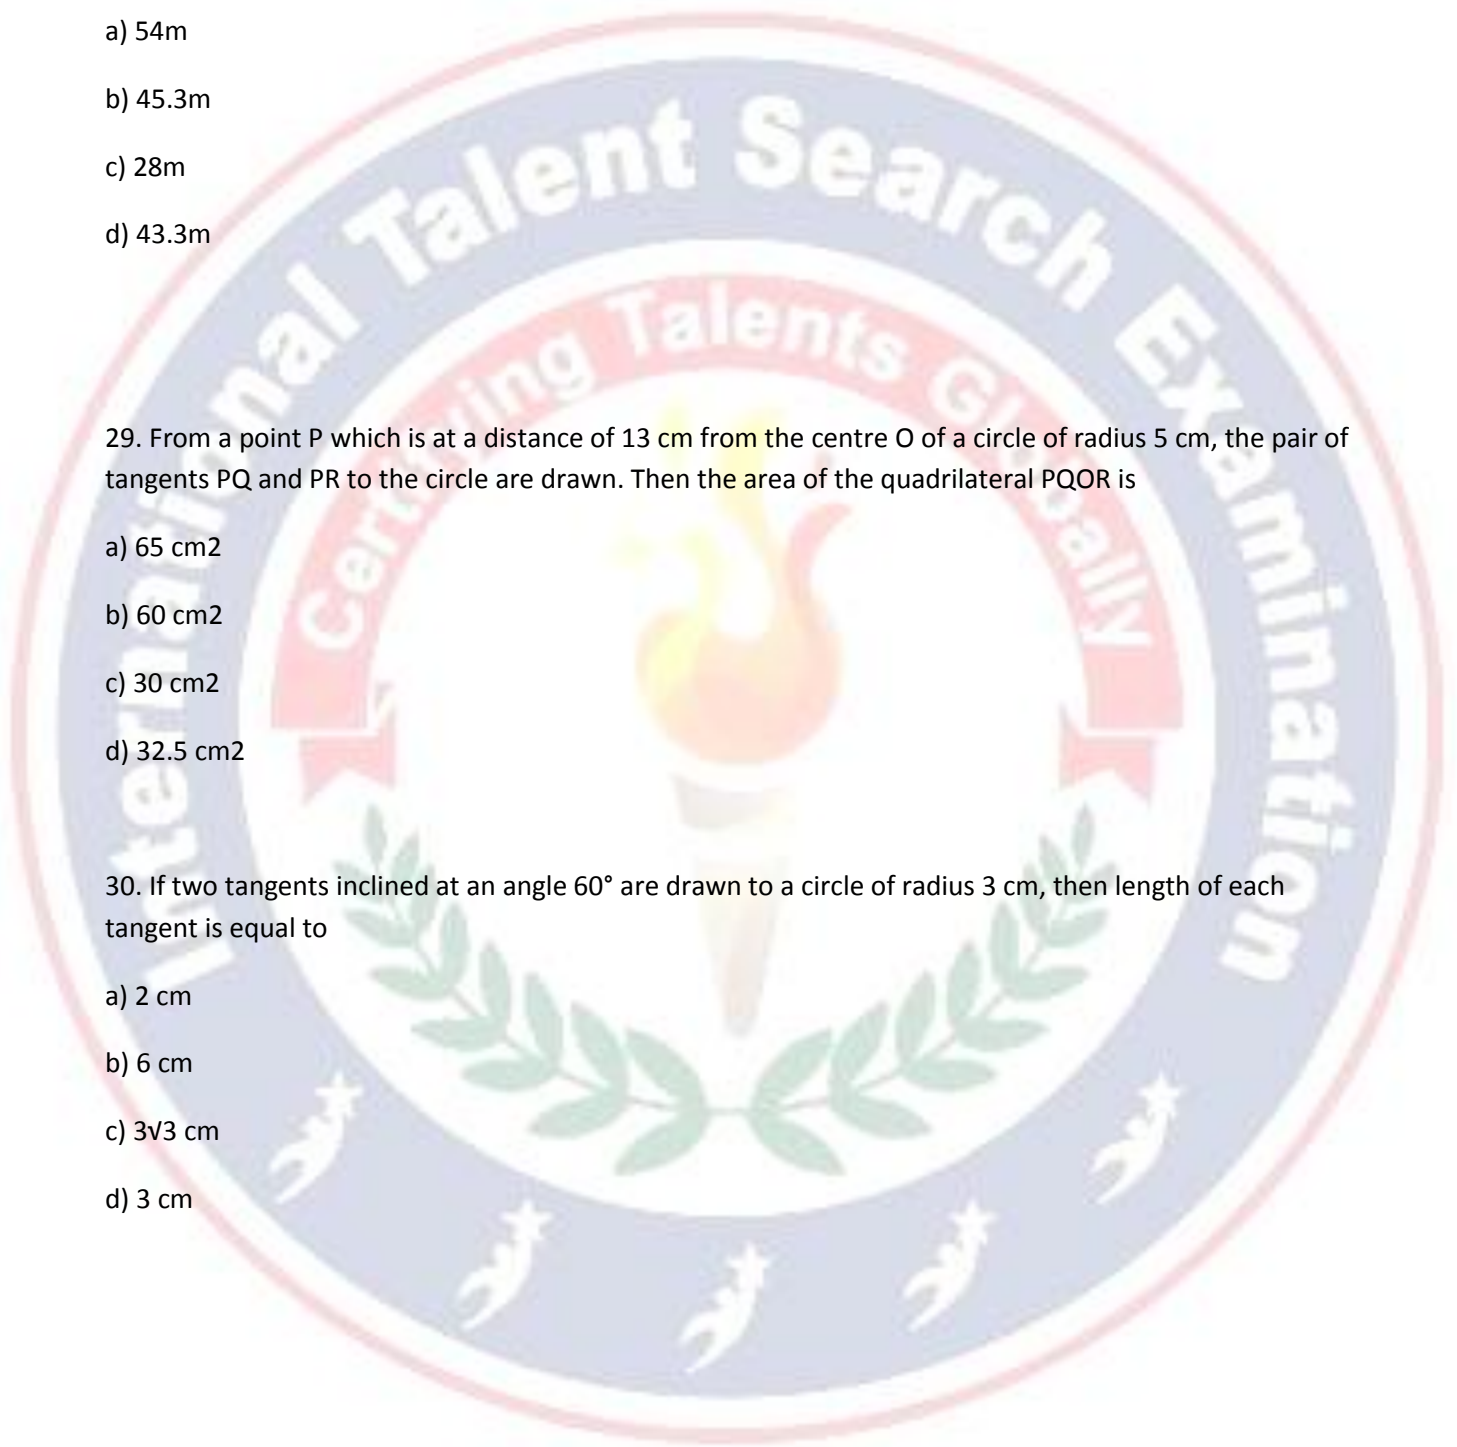 a) 54m
b) 45.3m
c) 28m
d) 43.3m
International Talent Search Examination
Certifying Talents Globally
29. From a point P which is at a distance of 13 cm from the centre O of a circle of radius 5 cm, the pair of
tangents PQ and PR to the circle are drawn. Then the area of the quadrilateral PQOR is
a) 65 cm2
b) 60 cm2
c) 30 cm2
d) 32.5 cm2
30. If two tangents inclined at an angle 60° are drawn to a circle of radius 3 cm, then length of each
tangent is equal to
a) 2 cm
b) 6 cm
c) 3√3 cm
d) 3 cm